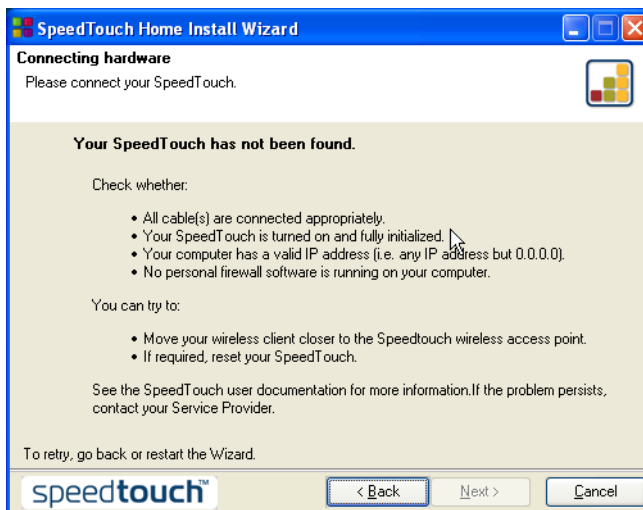 SpeedTouch Home Install Wizard
Connecting hardware
Please connect your SpeedTouch.
Your SpeedTouch has not been found.
Check whether:
• All cable(s) are connected appropriately.
• Your SpeedTouch is turned on and fully initialized.
• Your computer has a valid IP address (i.e. any IP address but 0.0.0.0).
• No personal firewall software is running on your computer.
You can try to:
• Move your wireless client closer to the Speedtouch wireless access point.
• If required, reset your SpeedTouch.
See the SpeedTouch user documentation for more information.If the problem persists,
contact your Service Provider.
To retry, go back or restart the Wizard.
speedtouch™
< Back
Next >
Cancel